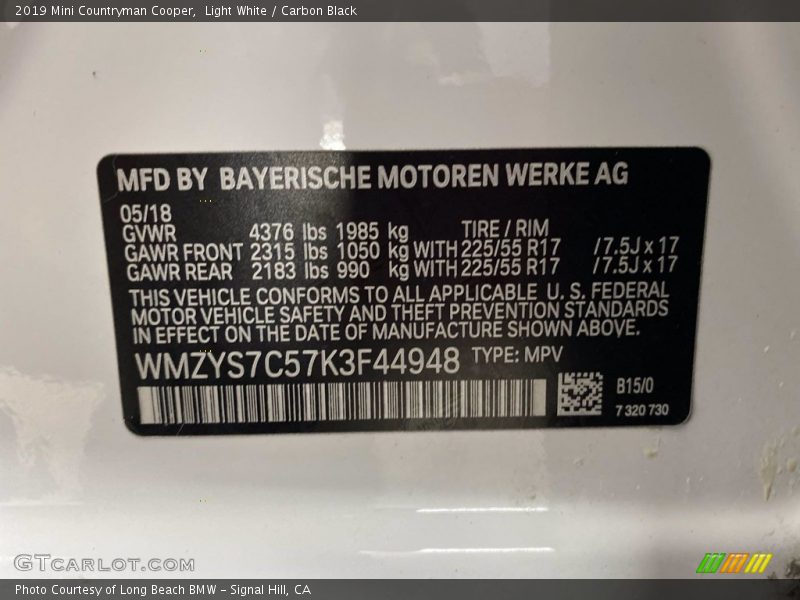 2019 Mini Countryman Cooper,  Light White / Carbon Black
MFD BY BAYERISCHE MOTOREN WERKE AG
05/18
GVWR 4376 lbs 1985 kg TIRE / RIM
GAWR FRONT 2315 lbs 1050 kg WITH 225/55 R17 /7.5J x 17
GAWR REAR 2183 lbs 990 kg WITH 225/55 R17 /7.5J x 17
THIS VEHICLE CONFORMS TO ALL APPLICABLE U. S. FEDERAL
MOTOR VEHICLE SAFETY AND THEFT PREVENTION STANDARDS
IN EFFECT ON THE DATE OF MANUFACTURE SHOWN ABOVE.
WMZYS7C57K3F44948 TYPE: MPV
B15/0
7 320 730
GTCARLOT.COM
Photo Courtesy of Long Beach BMW – Signal Hill, CA